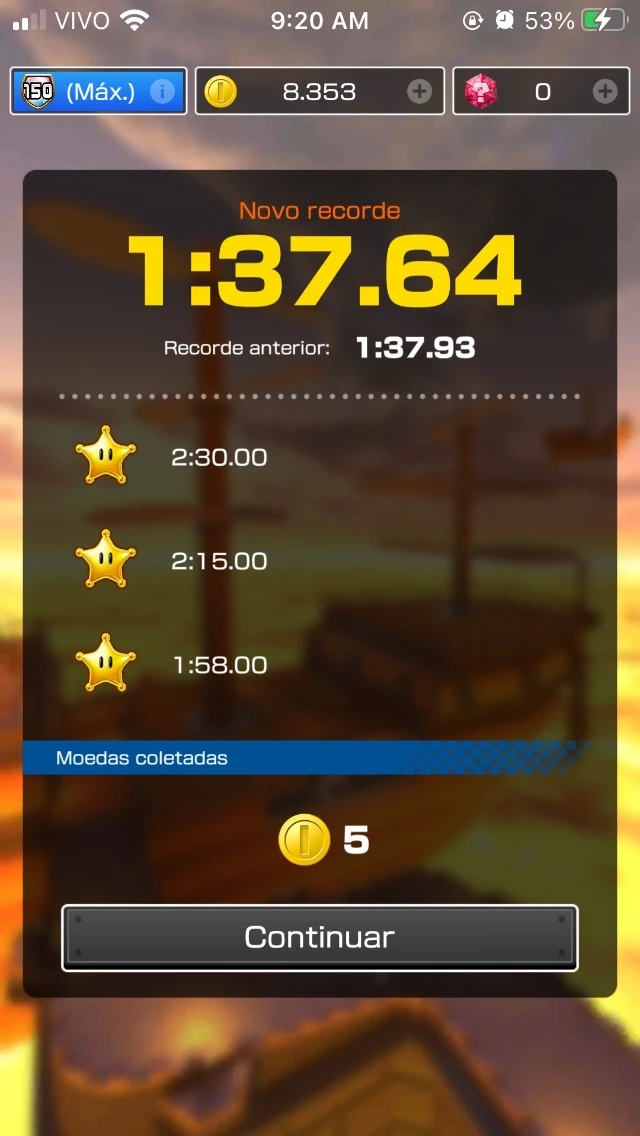 VIVO 9:20 AM 53%
150 (Máx.) i 8.353 + ? 0 +
Novo recorde
1:37.64
Recorde anterior: 1:37.93
2:30.00
2:15.00
1:58.00
Moedas coletadas
5
Continuar